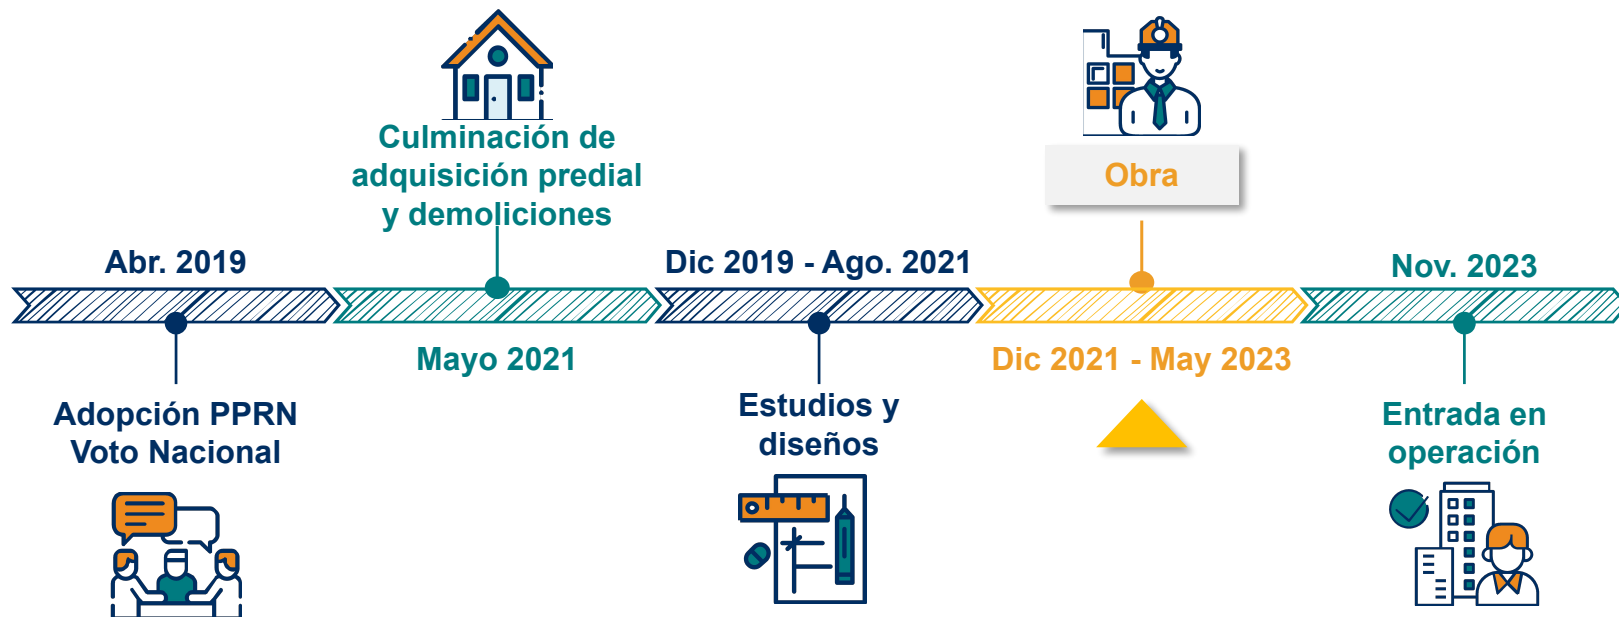 Abr. 2019
Adopción PPRN
Voto Nacional
Culminación de
adquisición predial
y demoliciones
Mayo 2021
Dic 2019 - Ago. 2021
Estudios y
diseños
Obra
Dic 2021 - May 2023
Nov. 2023
Entrada en
operación